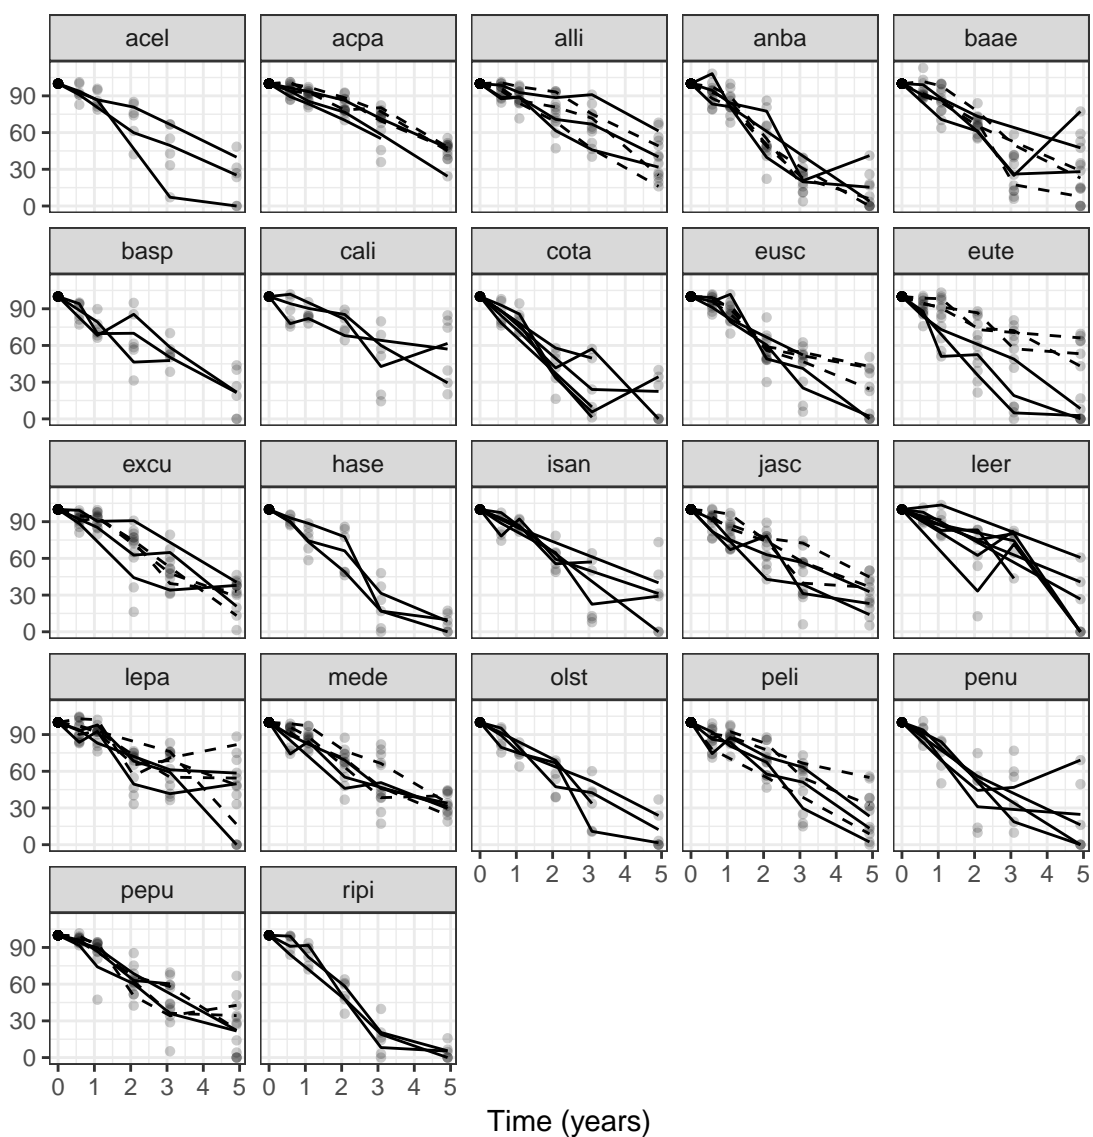 acel acpa alli anba baae
90
60
30
0
basp cali cota eusc eute
90
60
30
0
excu hase isan jasc leer
90
60
30
0
lepa mede olst peli penu
90
60
30
0
0 1 2 3 4 5 0 1 2 3 4 5 0 1 2 3 4 5
pepu ripi
90
60
30
0
0 1 2 3 4 5 0 1 2 3 4 5
Time (years)